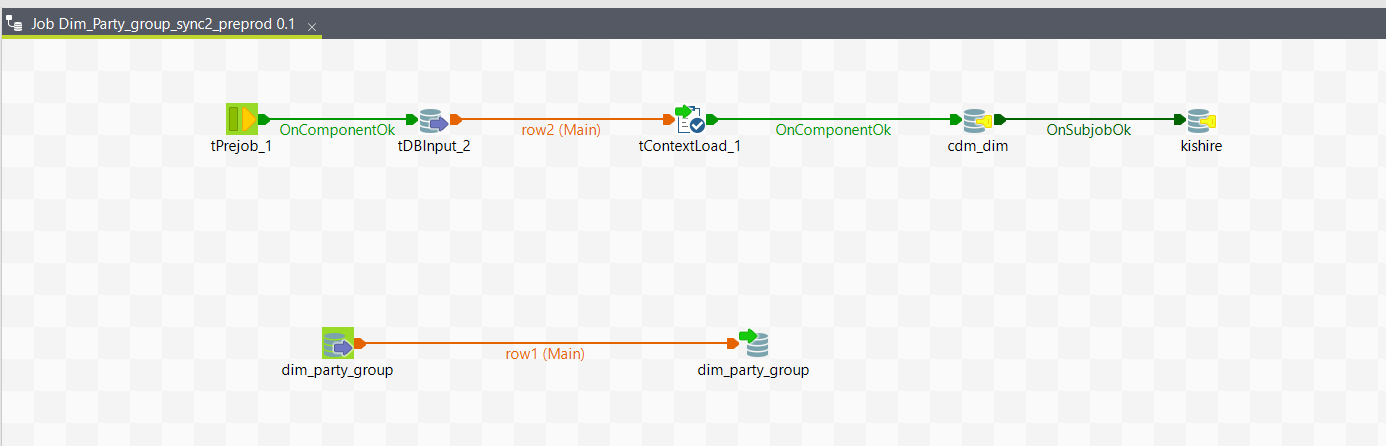 Job Dim_Party_group_sync2_preprod 0.1
OnComponentOk
row2 (Main)
OnComponentOk
OnSubjobOk
tPrejob_1
tDBInput_2
tContextLoad_1
cdm_dim
kishire
row1 (Main)
dim_party_group
dim_party_group